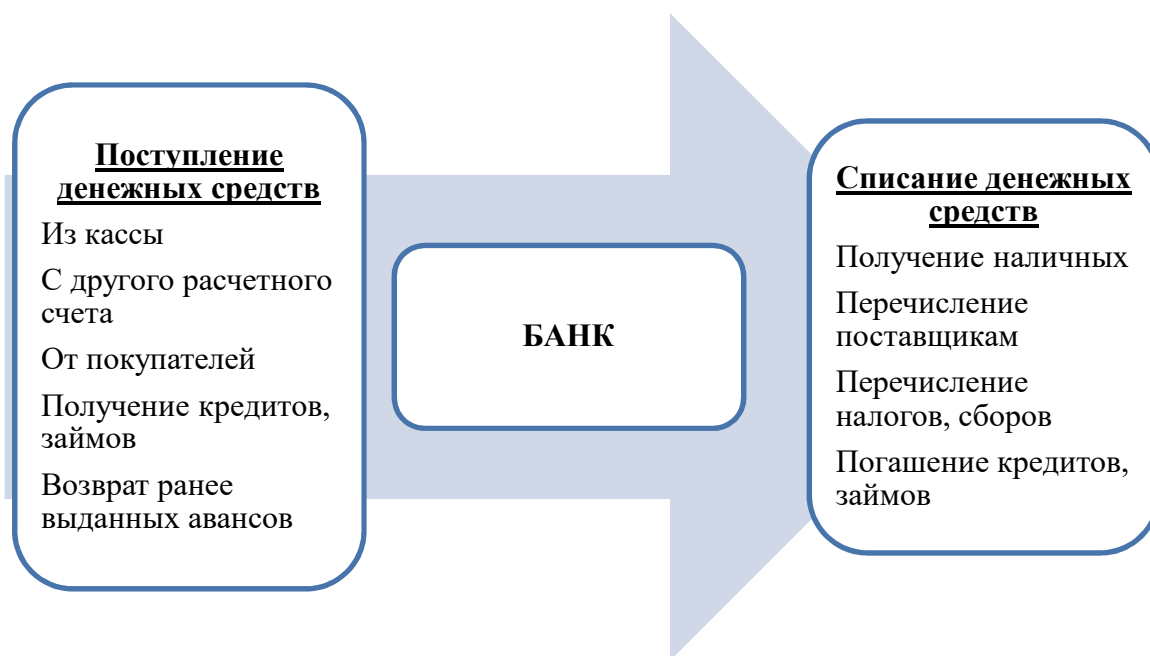 Поступление
денежных средств
Из кассы
С другого расчетного
счета
От покупателей
Получение кредитов,
займов
Возврат ранее
выданных авансов
БАНК
Списание денежных
средств
Получение наличных
Перечисление
поставщикам
Перечисление
налогов, сборов
Погашение кредитов,
займов